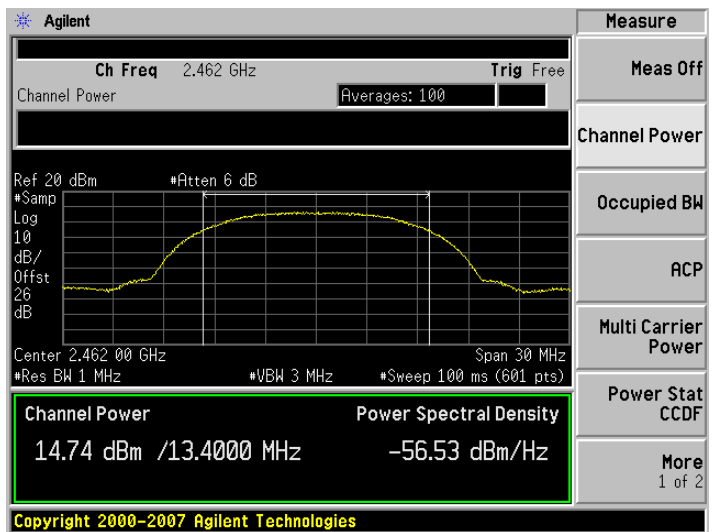 Agilent
Measure
Ch Freq 2.462 GHz Trig Free
Channel Power Averages: 100
Ref 20 dBm #Atten 6 dB
#Samp
Log
10
dB/
Offst
26
dB
Center 2.462 00 GHz Span 30 MHz
#Res BW 1 MHz #VBW 3 MHz #Sweep 100 ms (601 pts)
Channel Power Power Spectral Density
14.74 dBm /13.4000 MHz -56.53 dBm/Hz
Meas Off
Channel Power
Occupied BW
ACP
Multi Carrier
Power
Power Stat
CCDF
More
1 of 2
Copyright 2000-2007 Agilent Technologies